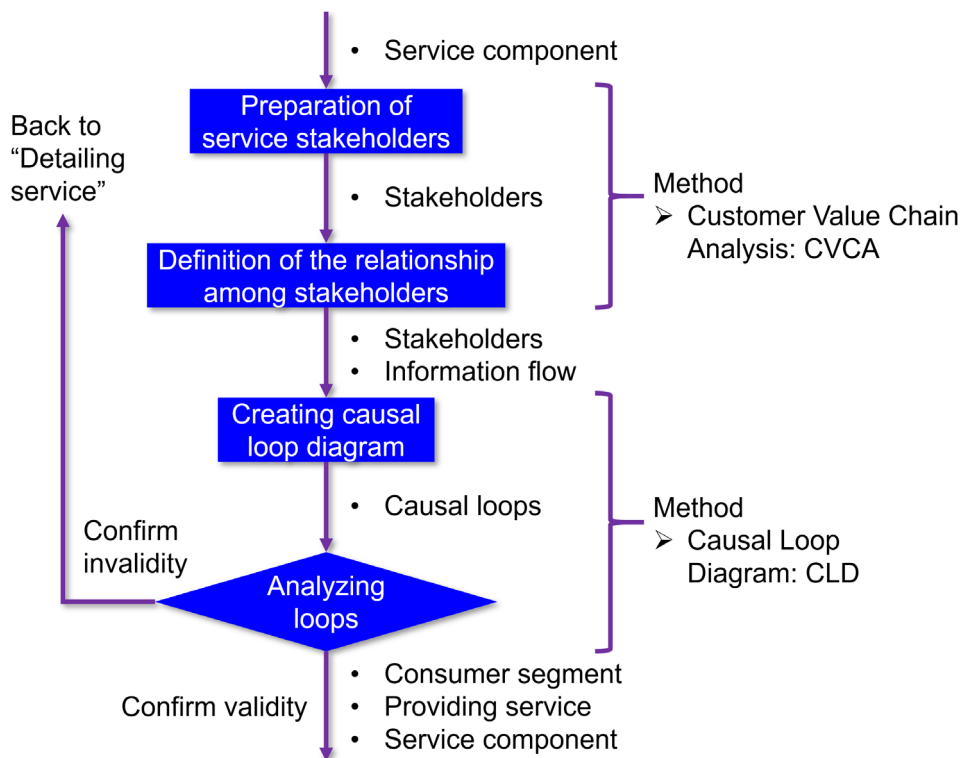 • Service component
Preparation of
service stakeholders
Back to
“Detailing
service”
• Stakeholders
Method
➢ Customer Value Chain
Analysis: CVCA
Definition of the relationship
among stakeholders
• Stakeholders
• Information flow
Creating causal
loop diagram
• Causal loops
Method
➢ Causal Loop
Diagram: CLD
Confirm
invalidity
Analyzing
loops
Confirm validity
• Consumer segment
• Providing service
• Service component